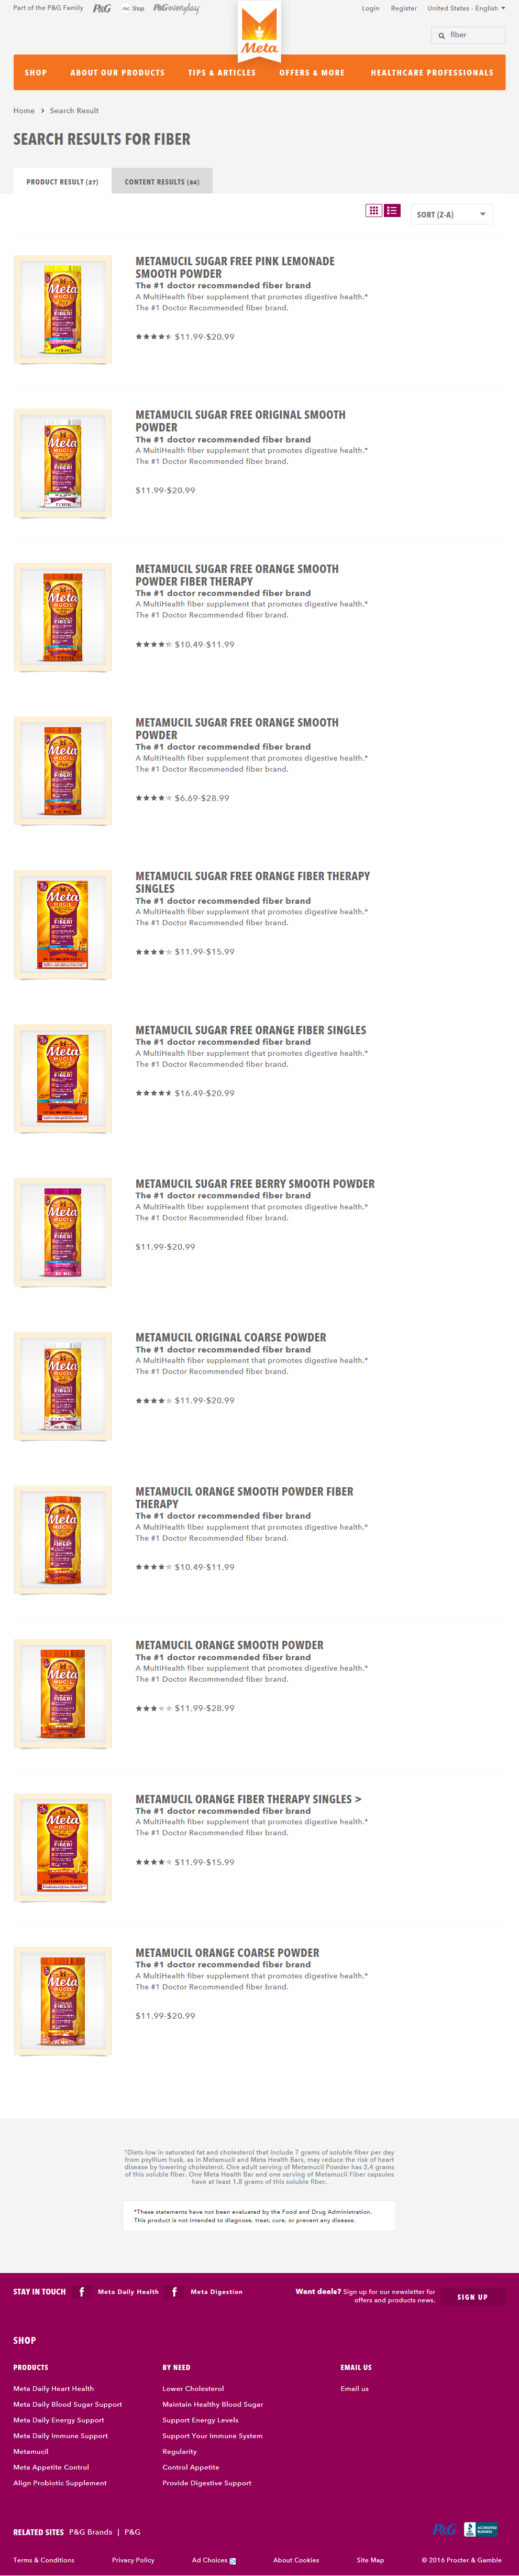 Part of the P&G Family P&G P&G Shop P&G everyday
Login Register United States - English
Meta
fiber
SHOP ABOUT OUR PRODUCTS TIPS & ARTICLES OFFERS & MORE HEALTHCARE PROFESSIONALS
Home > Search Result
SEARCH RESULTS FOR FIBER
PRODUCT RESULT (27) CONTENT RESULTS (86)
SORT (Z-A)
METAMUCIL SUGAR FREE PINK LEMONADE
SMOOTH POWDER
The #1 doctor recommended fiber brand
A MultiHealth fiber supplement that promotes digestive health.*
The #1 Doctor Recommended fiber brand.
$11.99-$20.99
METAMUCIL SUGAR FREE ORIGINAL SMOOTH
POWDER
The #1 doctor recommended fiber brand
A MultiHealth fiber supplement that promotes digestive health.*
The #1 Doctor Recommended fiber brand.
$11.99-$20.99
METAMUCIL SUGAR FREE ORANGE SMOOTH
POWDER FIBER THERAPY
The #1 doctor recommended fiber brand
A MultiHealth fiber supplement that promotes digestive health.*
The #1 Doctor Recommended fiber brand.
$10.49-$11.99
METAMUCIL SUGAR FREE ORANGE SMOOTH
POWDER
The #1 doctor recommended fiber brand
A MultiHealth fiber supplement that promotes digestive health.*
The #1 Doctor Recommended fiber brand.
$6.69-$28.99
METAMUCIL SUGAR FREE ORANGE FIBER THERAPY
SINGLES
The #1 doctor recommended fiber brand
A MultiHealth fiber supplement that promotes digestive health.*
The #1 Doctor Recommended fiber brand.
$11.99-$15.99
METAMUCIL SUGAR FREE ORANGE FIBER SINGLES
The #1 doctor recommended fiber brand
A MultiHealth fiber supplement that promotes digestive health.*
The #1 Doctor Recommended fiber brand.
$16.49-$20.99
METAMUCIL SUGAR FREE BERRY SMOOTH POWDER
The #1 doctor recommended fiber brand
A MultiHealth fiber supplement that promotes digestive health.*
The #1 Doctor Recommended fiber brand.
$11.99-$20.99
METAMUCIL ORIGINAL COARSE POWDER
The #1 doctor recommended fiber brand
A MultiHealth fiber supplement that promotes digestive health.*
The #1 Doctor Recommended fiber brand.
$11.99-$20.99
METAMUCIL ORANGE SMOOTH POWDER FIBER
THERAPY
The #1 doctor recommended fiber brand
A MultiHealth fiber supplement that promotes digestive health.*
The #1 Doctor Recommended fiber brand.
$10.49-$11.99
METAMUCIL ORANGE SMOOTH POWDER
The #1 doctor recommended fiber brand
A MultiHealth fiber supplement that promotes digestive health.*
The #1 Doctor Recommended fiber brand.
$11.99-$28.99
METAMUCIL ORANGE FIBER THERAPY SINGLES >
The #1 doctor recommended fiber brand
A MultiHealth fiber supplement that promotes digestive health.*
The #1 Doctor Recommended fiber brand.
$11.99-$15.99
METAMUCIL ORANGE COARSE POWDER
The #1 doctor recommended fiber brand
A MultiHealth fiber supplement that promotes digestive health.*
The #1 Doctor Recommended fiber brand.
$11.99-$20.99
†Diets low in saturated fat and cholesterol that include 7 grams of soluble fiber per day
from psyllium husk, as in Metamucil and Meta Health Bars, may reduce the risk of heart
disease by lowering cholesterol. One adult serving of Metamucil Powder has 2.4 grams
of this soluble fiber. One Meta Health Bar and one serving of Metamucil Fiber capsules
have at least 1.8 grams of this soluble fiber.
*These statements have not been evaluated by the Food and Drug Administration.
This product is not intended to diagnose, treat, cure, or prevent any disease.
STAY IN TOUCH Meta Daily Health Meta Digestion
Want deals? Sign up for our newsletter for
offers and products news.
SIGN UP
SHOP
PRODUCTS
Meta Daily Heart Health
Meta Daily Blood Sugar Support
Meta Daily Energy Support
Meta Daily Immune Support
Metamucil
Meta Appetite Control
Align Probiotic Supplement
BY NEED
Lower Cholesterol
Maintain Healthy Blood Sugar
Support Energy Levels
Support Your Immune System
Regularity
Control Appetite
Provide Digestive Support
EMAIL US
Email us
RELATED SITES P&G Brands | P&G
P&G BBB ACCREDITED BUSINESS
Terms & Conditions Privacy Policy Ad Choices About Cookies Site Map © 2016 Procter & Gamble